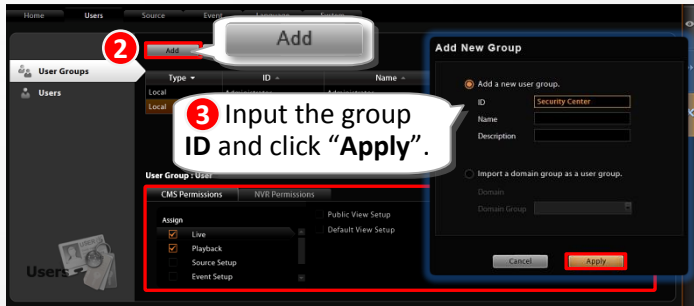 Home Users Source Event Language System
2 Add Add
User Groups
Users
Type ID Name
Local Administrator Administrator
Local
3 Input the group
ID and click “Apply”.
User Group : User
CMS Permissions NVR Permissions
Assign
Live
Playback
Source Setup
Event Setup
Public View Setup
Default View Setup
Users
Add New Group
Add a new user group.
ID Security Center
Name
Description
Import a domain group as a user group.
Domain
Domain Group
Cancel Apply